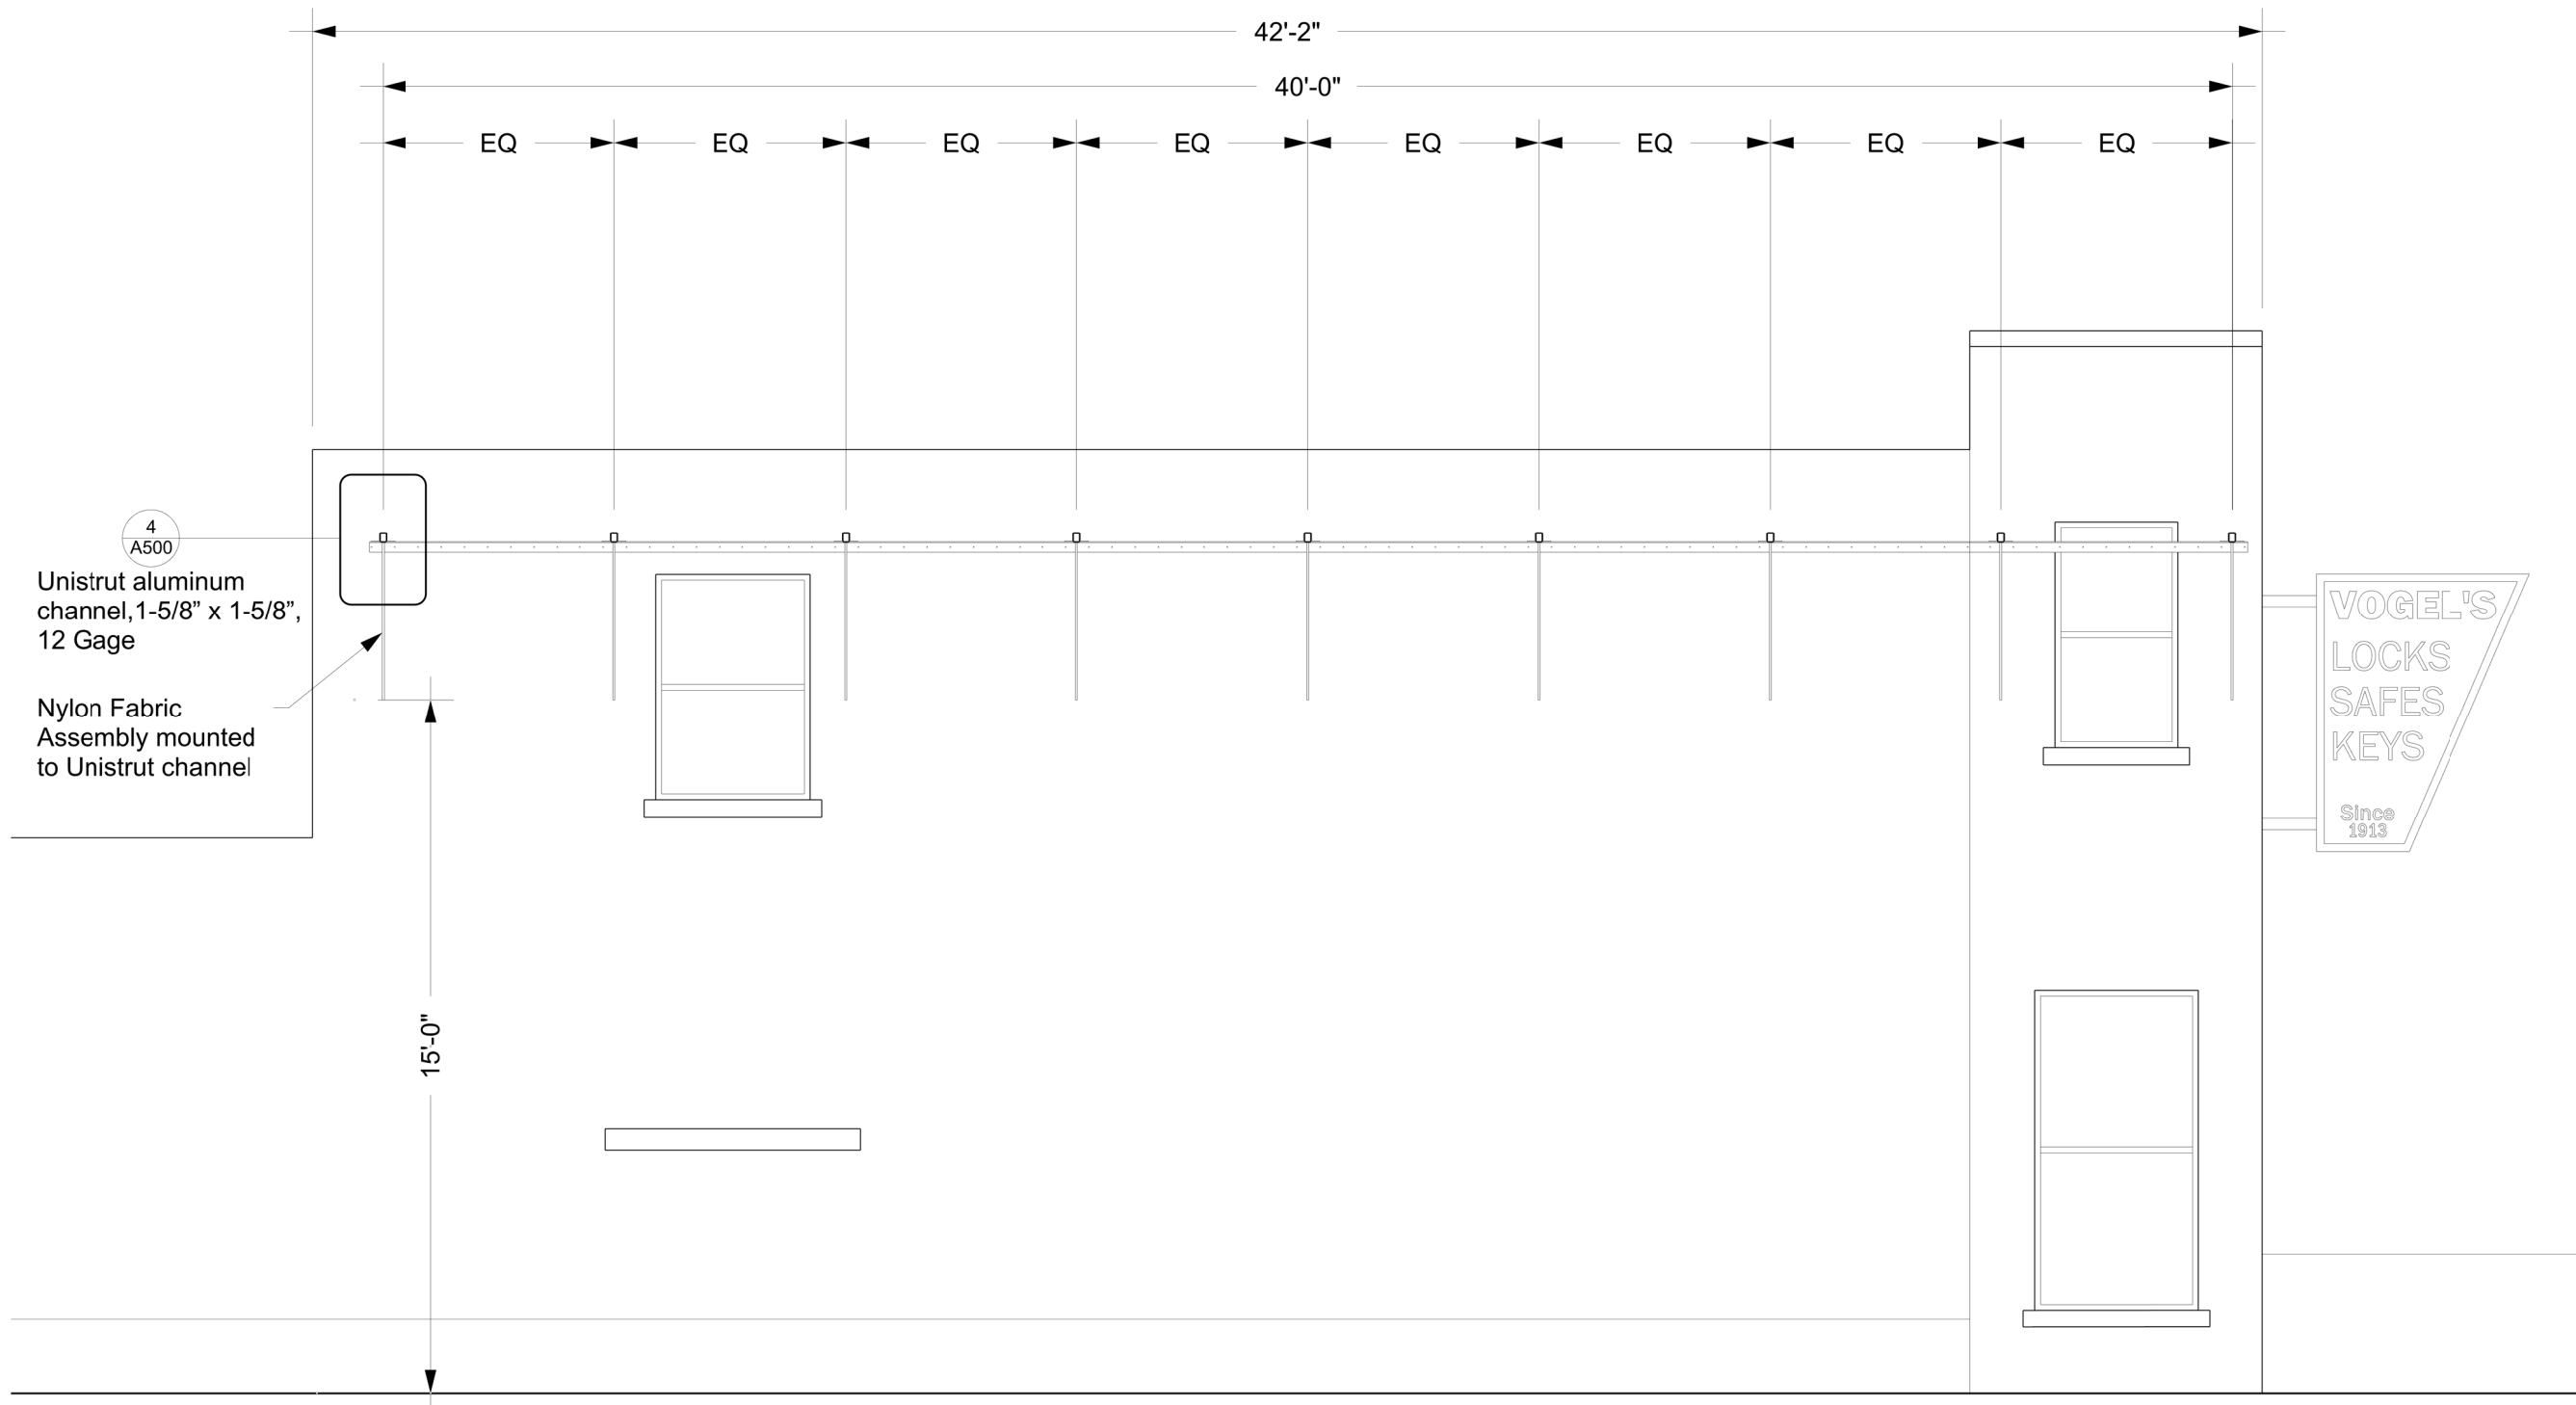 42'-2"
40'-0"
EQ EQ EQ EQ EQ EQ EQ EQ
4
A500
Unistrut aluminum
channel,1-5/8” x 1-5/8”,
12 Gage
Nylon Fabric
Assembly mounted
to Unistrut channel
15'-0"
VOGEL'S
LOCKS
SAFES
KEYS
Since
1913